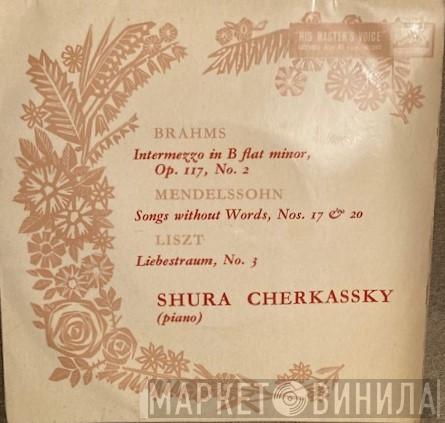 "HIS MASTER'S VOICE"
BRAHMS
Intermezzo in B flat minor,
Op. 117, No. 2
MENDELSSOHN
Songs without Words, Nos. 17 & 20
LISZT
Liebestraum, No. 3
SHURA CHERKASSKY
(piano)
МАРКЕТ ВИНИЛА